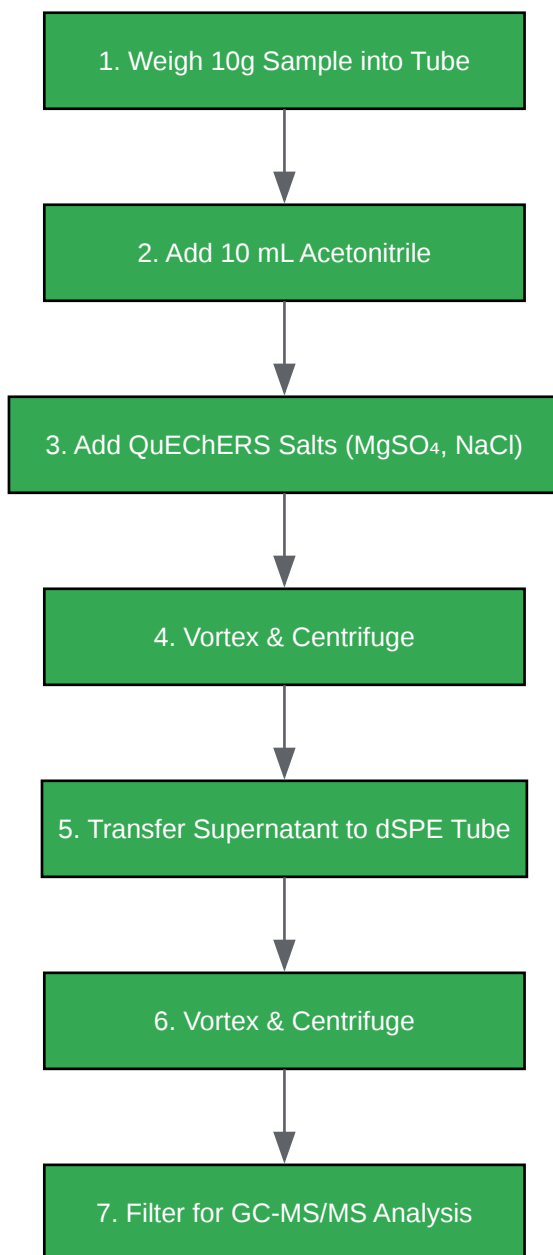 1. Weigh 10g Sample into Tube
2. Add 10 mL Acetonitrile
3. Add QuEChERS Salts (MgSO₄, NaCl)
4. Vortex & Centrifuge
5. Transfer Supernatant to dSPE Tube
6. Vortex & Centrifuge
7. Filter for GC-MS/MS Analysis